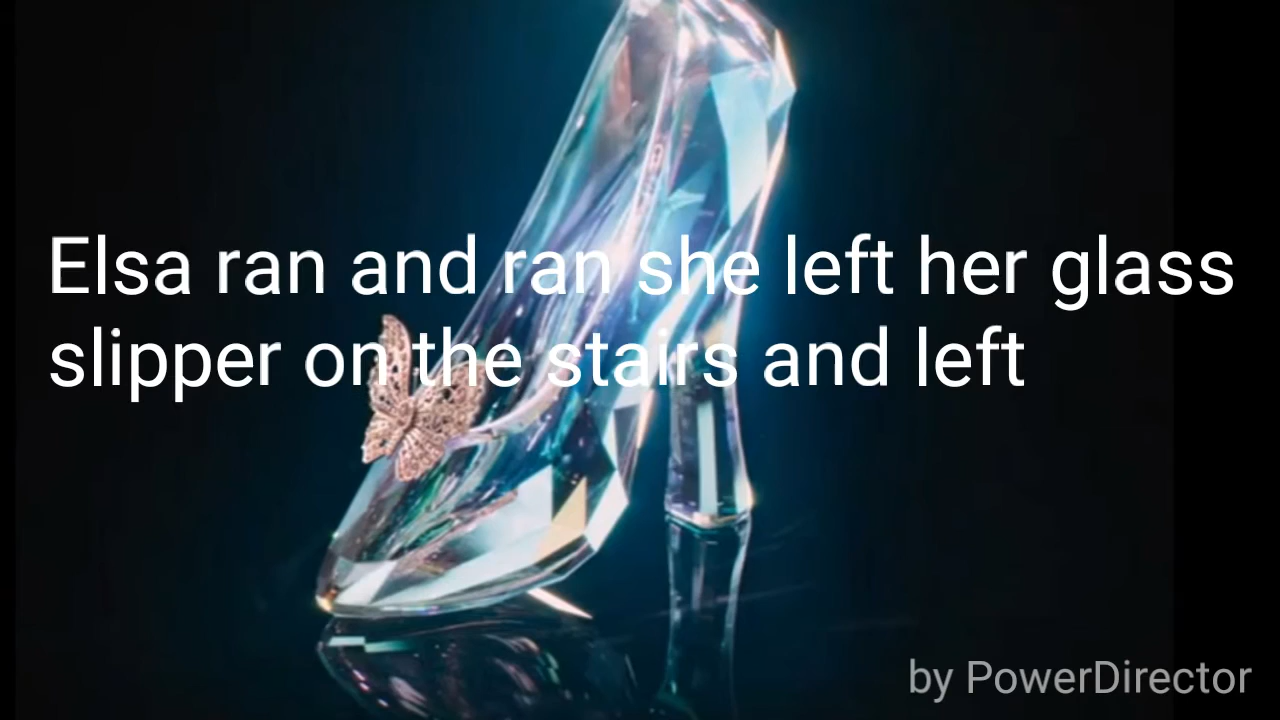 Elsa ran and ran she left her glass
slipper on the stairs and left
by PowerDirector